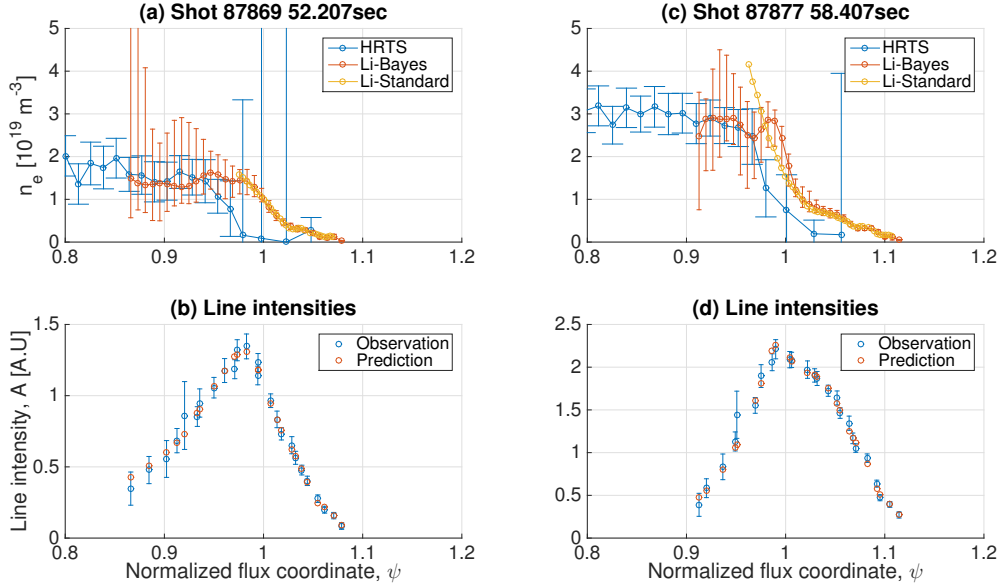 (a) Shot 87869 52.207sec
5
4
3
2
1
0
0.8
0.9
1
1.1
1.2
n_e [10^19 m^-3]
HRTS
Li-Bayes
Li-Standard
(c) Shot 87877 58.407sec
5
4
3
2
1
0
0.8
0.9
1
1.1
1.2
HRTS
Li-Bayes
Li-Standard
(b) Line intensities
1.5
1
0.5
0
0.8
0.9
1
1.1
1.2
Line intensity, A [A.U]
Normalized flux coordinate, ψ
Observation
Prediction
(d) Line intensities
2.5
2
1.5
1
0.5
0
0.8
0.9
1
1.1
1.2
Normalized flux coordinate, ψ
Observation
Prediction